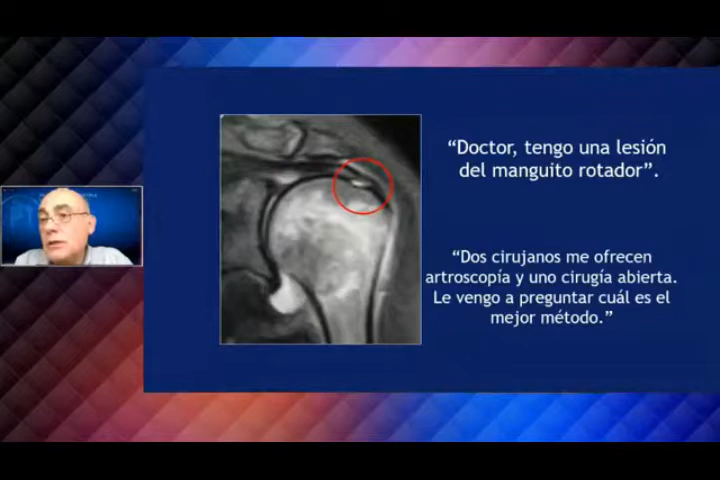 “Doctor, tengo una lesión
del manguito rotador”.
“Dos cirujanos me ofrecen
artroscopía y uno cirugía abierta.
Le vengo a preguntar cuál es el
mejor método.”